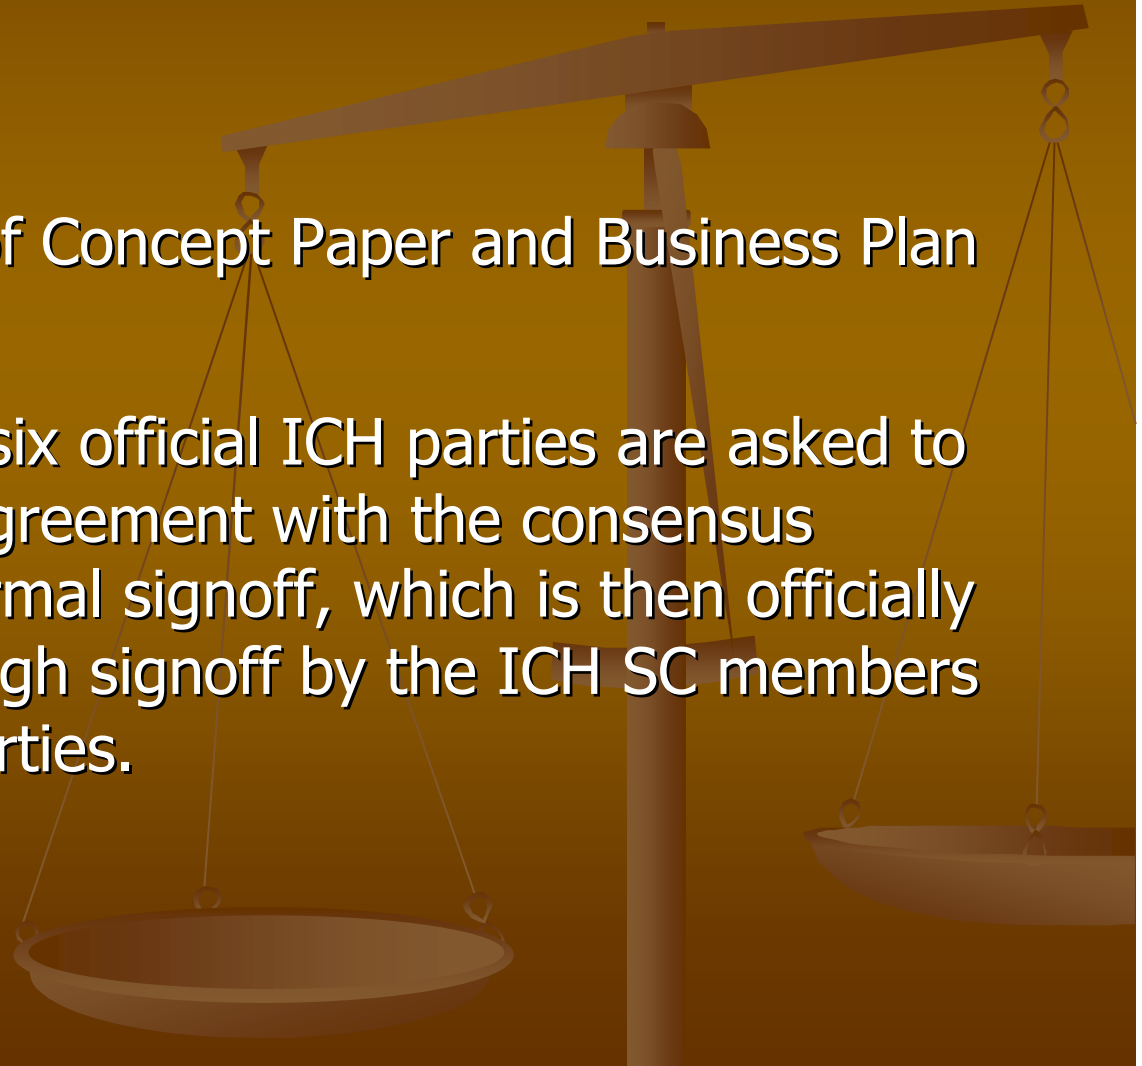 of Concept Paper and Business Plan
six official ICH parties are asked to
greement with the consensus
rmal signoff, which is then officially
gh signoff by the ICH SC members
rties.